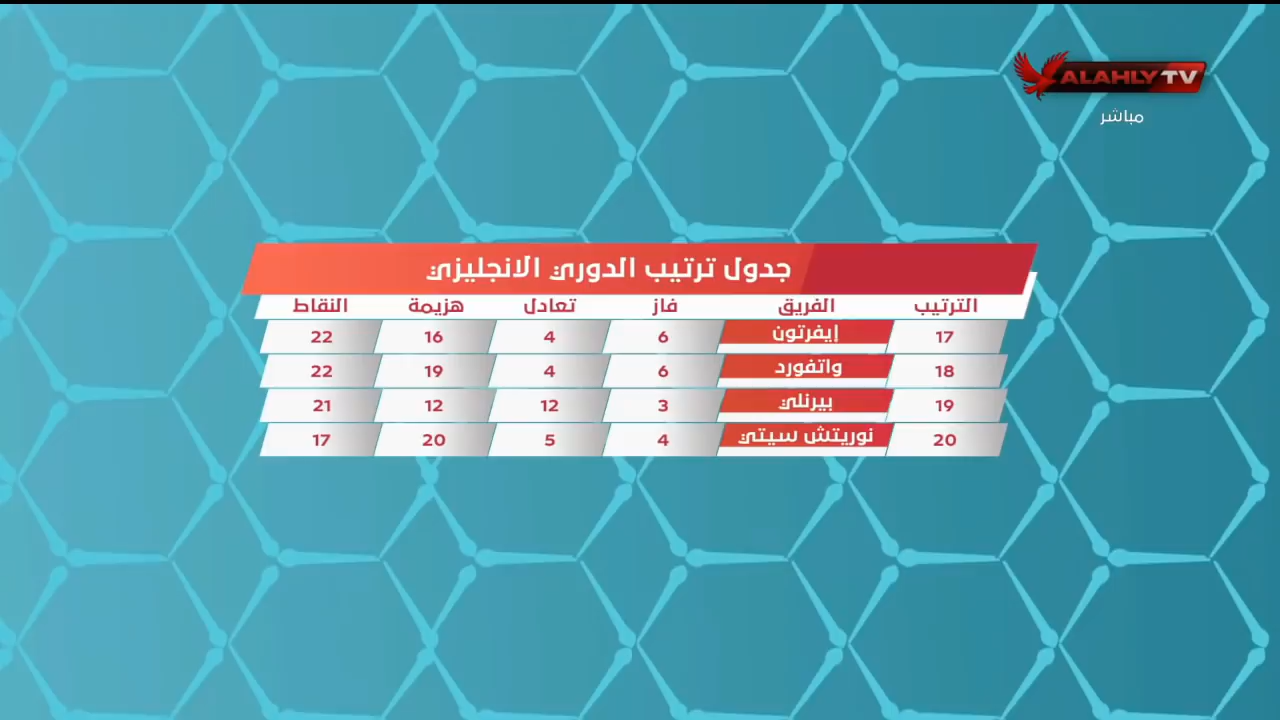 ALAHLY TV
مباشر
جدول ترتيب الدوري الانجليزي
الترتيب الفريق فاز تعادل هزيمة النقاط
17 إيفرتون 6 4 16 22
18 واتفورد 6 4 19 22
19 بيرنلي 3 12 12 21
20 نوريتش سيتي 4 5 20 17